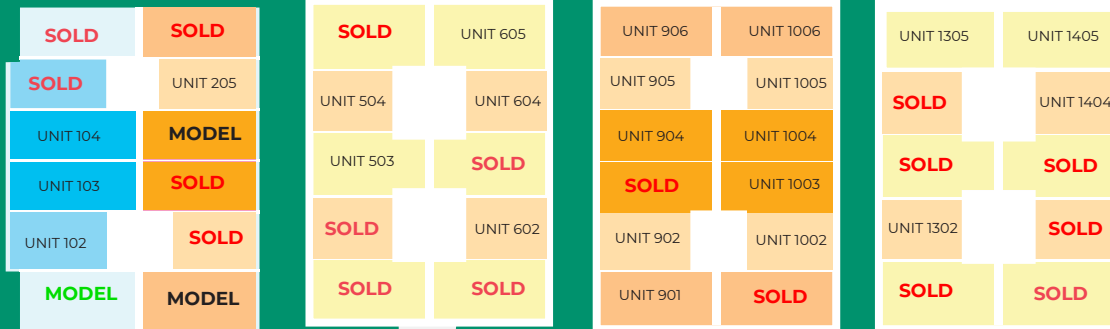 SOLD SOLD
SOLD UNIT 205
UNIT 104 MODEL
UNIT 103 SOLD
UNIT 102 SOLD
MODEL MODEL
SOLD UNIT 605
UNIT 504 UNIT 604
UNIT 503 SOLD
SOLD UNIT 602
SOLD SOLD
UNIT 906 UNIT 1006
UNIT 905 UNIT 1005
UNIT 904 UNIT 1004
SOLD UNIT 1003
UNIT 902 UNIT 1002
UNIT 901 SOLD
UNIT 1305 UNIT 1405
SOLD UNIT 1404
SOLD SOLD
UNIT 1302 SOLD
SOLD SOLD